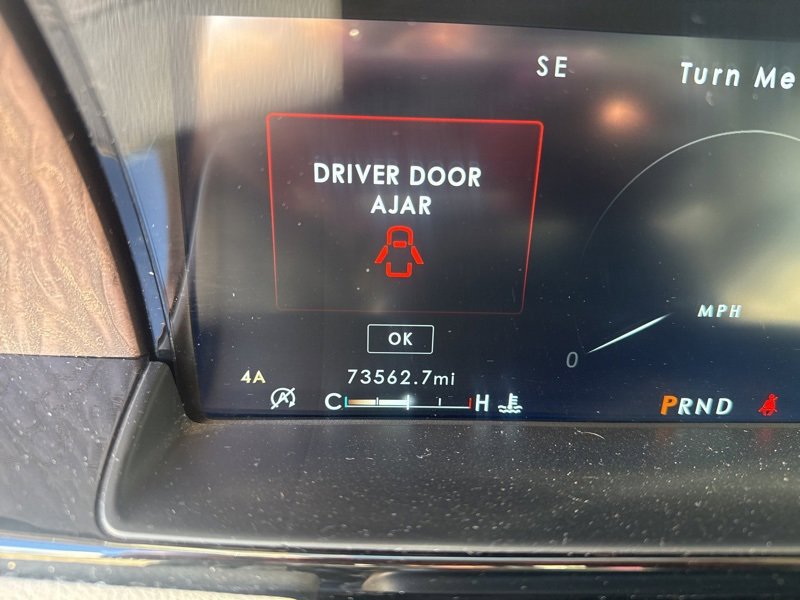 SE
Turn Me
DRIVER DOOR
AJAR
OK
MPH
0
4A
73562.7mi
C H
PRND